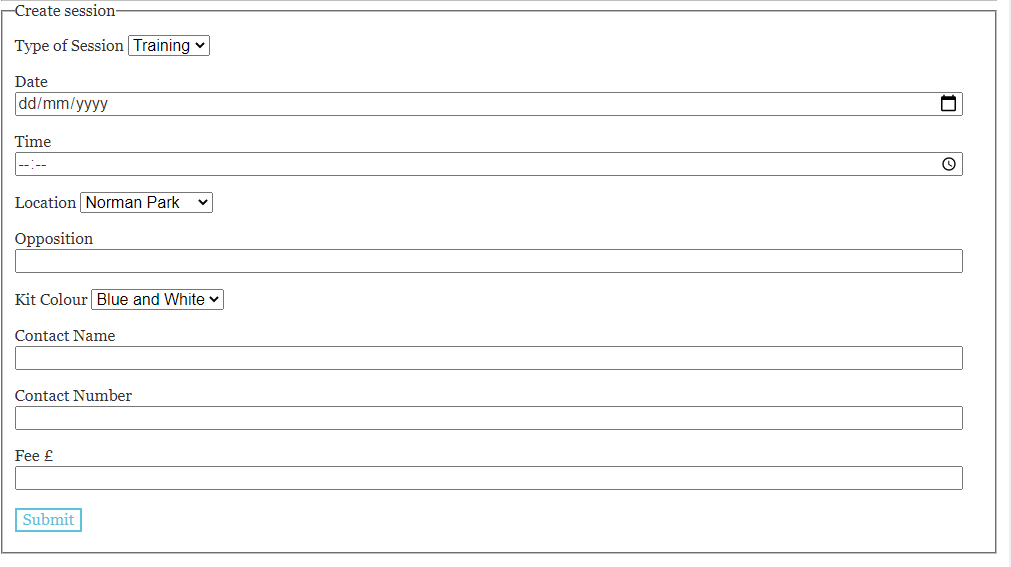 Create session
Type of Session Training
Date
dd/mm/yyyy
Time
--:--
Location Norman Park
Opposition
Kit Colour Blue and White
Contact Name
Contact Number
Fee £
Submit